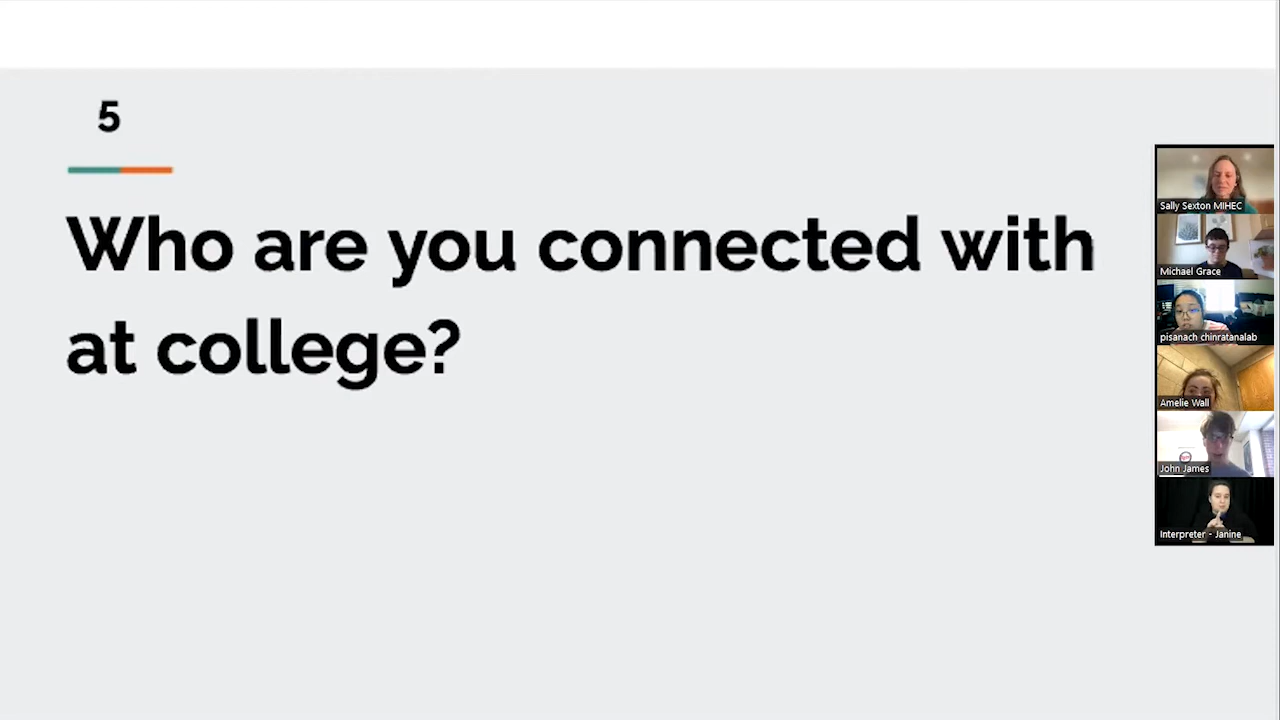 5
Who are you connected with
at college?
Sally Sexton MIHEC
Michael Grace
pisanach chinratanalab
Amelie Wall
John James
Interpreter - Janine